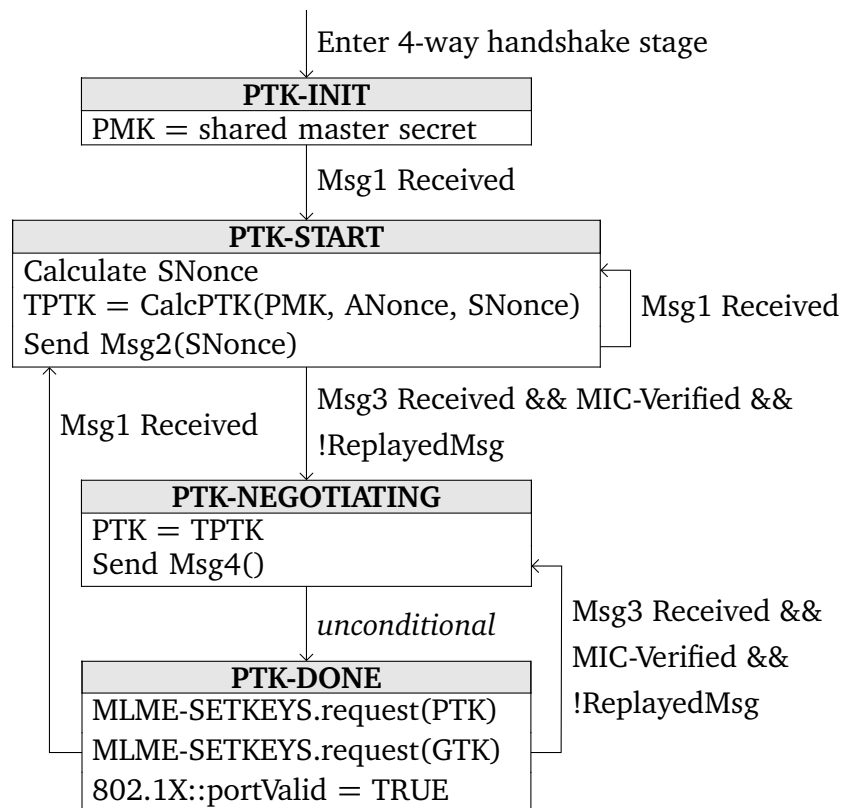 Enter 4-way handshake stage
PTK-INIT
PMK = shared master secret
Msg1 Received
PTK-START
Calculate SNonce
TPTK = CalcPTK(PMK, ANonce, SNonce)
Send Msg2(SNonce)
Msg1 Received
Msg1 Received
Msg3 Received && MIC-Verified &&
!ReplayedMsg
PTK-NEGOTIATING
PTK = TPTK
Send Msg4()
unconditional
Msg3 Received &&
MIC-Verified &&
!ReplayedMsg
PTK-DONE
MLME-SETKEYS.request(PTK)
MLME-SETKEYS.request(GTK)
802.1X::portValid = TRUE